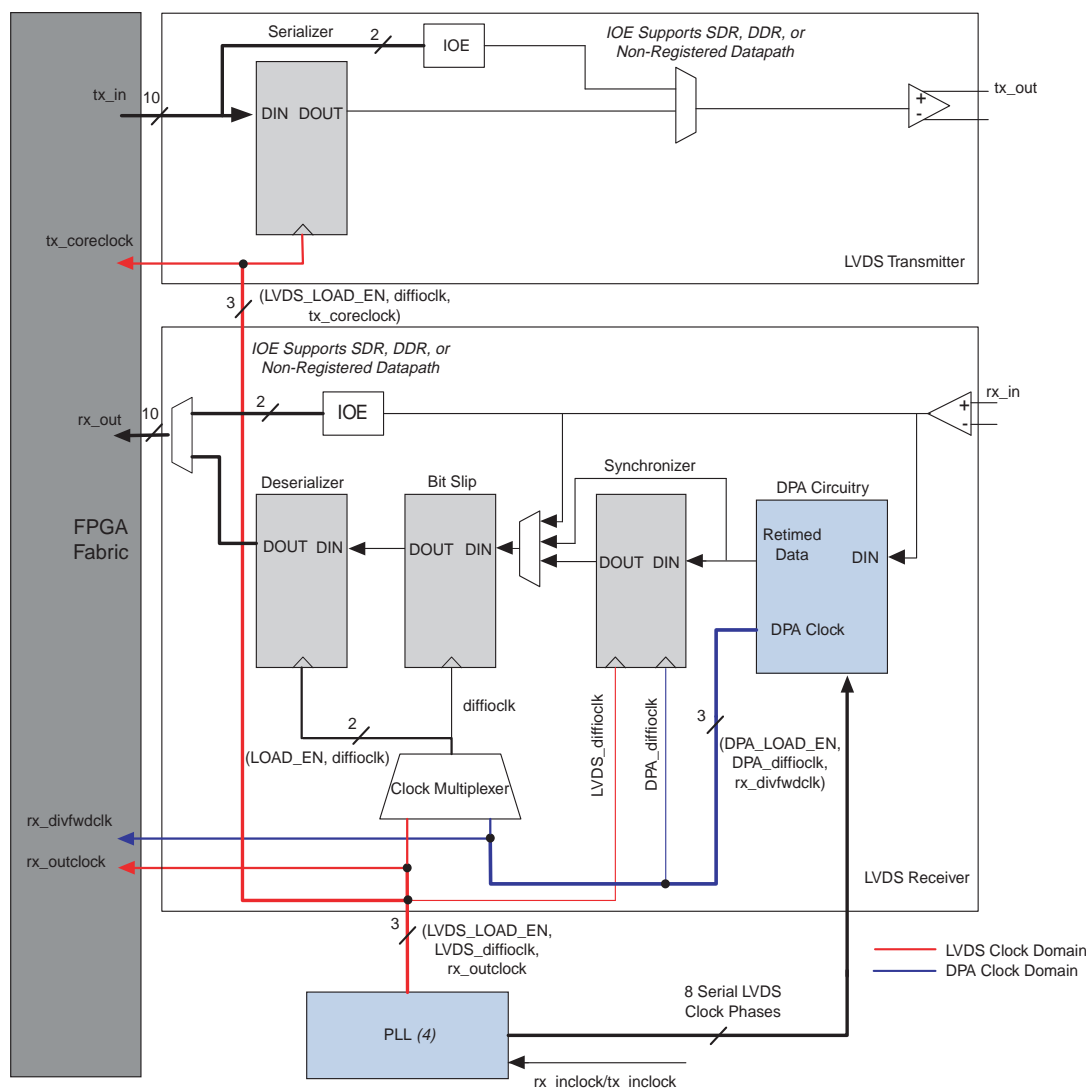 Serializer
2
IOE
IOE Supports SDR, DDR, or
Non-Registered Datapath
tx_in
10
DIN DOUT
+
-
tx_out
tx_coreclock
LVDS Transmitter
3
(LVDS_LOAD_EN, diffioclk,
tx_coreclock)
IOE Supports SDR, DDR, or
Non-Registered Datapath
rx_out
10
2
IOE
+
-
rx_in
FPGA
Fabric
Deserializer
Bit Slip
Synchronizer
DPA Circuitry
DOUT DIN
DOUT DIN
DOUT DIN
Retimed
Data
DIN
DPA Clock
2
(LOAD_EN, diffioclk)
diffioclk
LVDS_diffioclk
DPA_diffioclk
3
(DPA_LOAD_EN,
DPA_diffioclk,
rx_divfwdclk)
Clock Multiplexer
rx_divfwdclk
rx_outclock
LVDS Receiver
3
(LVDS_LOAD_EN,
LVDS_diffioclk,
rx_outclock
LVDS Clock Domain
DPA Clock Domain
8 Serial LVDS
Clock Phases
PLL (4)
rx_inclock/tx_inclock